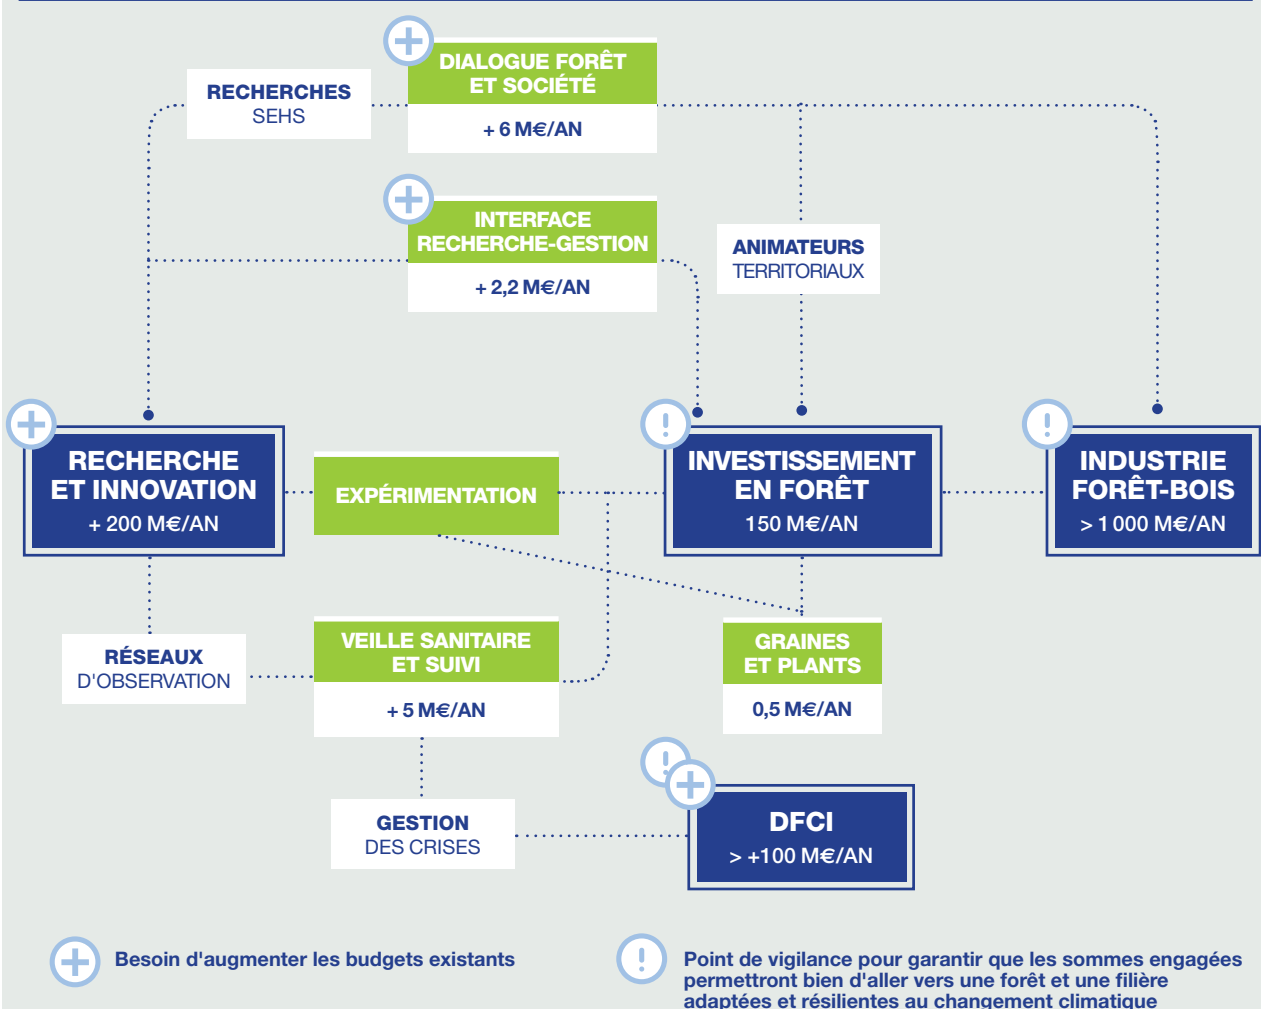 DIALOGUE FORÊT
ET SOCIÉTÉ
+ 6 M€/AN
RECHERCHES
SEHS
INTERFACE
RECHERCHE-GESTION
+ 2,2 M€/AN
ANIMATEURS
TERRITORIAUX
RECHERCHE
ET INNOVATION
+ 200 M€/AN
EXPÉRIMENTATION
INVESTISSEMENT
EN FORÊT
150 M€/AN
INDUSTRIE
FORÊT-BOIS
> 1 000 M€/AN
RÉSEAUX
D'OBSERVATION
VEILLE SANITAIRE
ET SUIVI
+ 5 M€/AN
GRAINES
ET PLANTS
0,5 M€/AN
GESTION
DES CRISES
DFCI
> +100 M€/AN
Besoin d'augmenter les budgets existants
Point de vigilance pour garantir que les sommes engagées
permettront bien d'aller vers une forêt et une filière
adaptées et résilientes au changement climatique